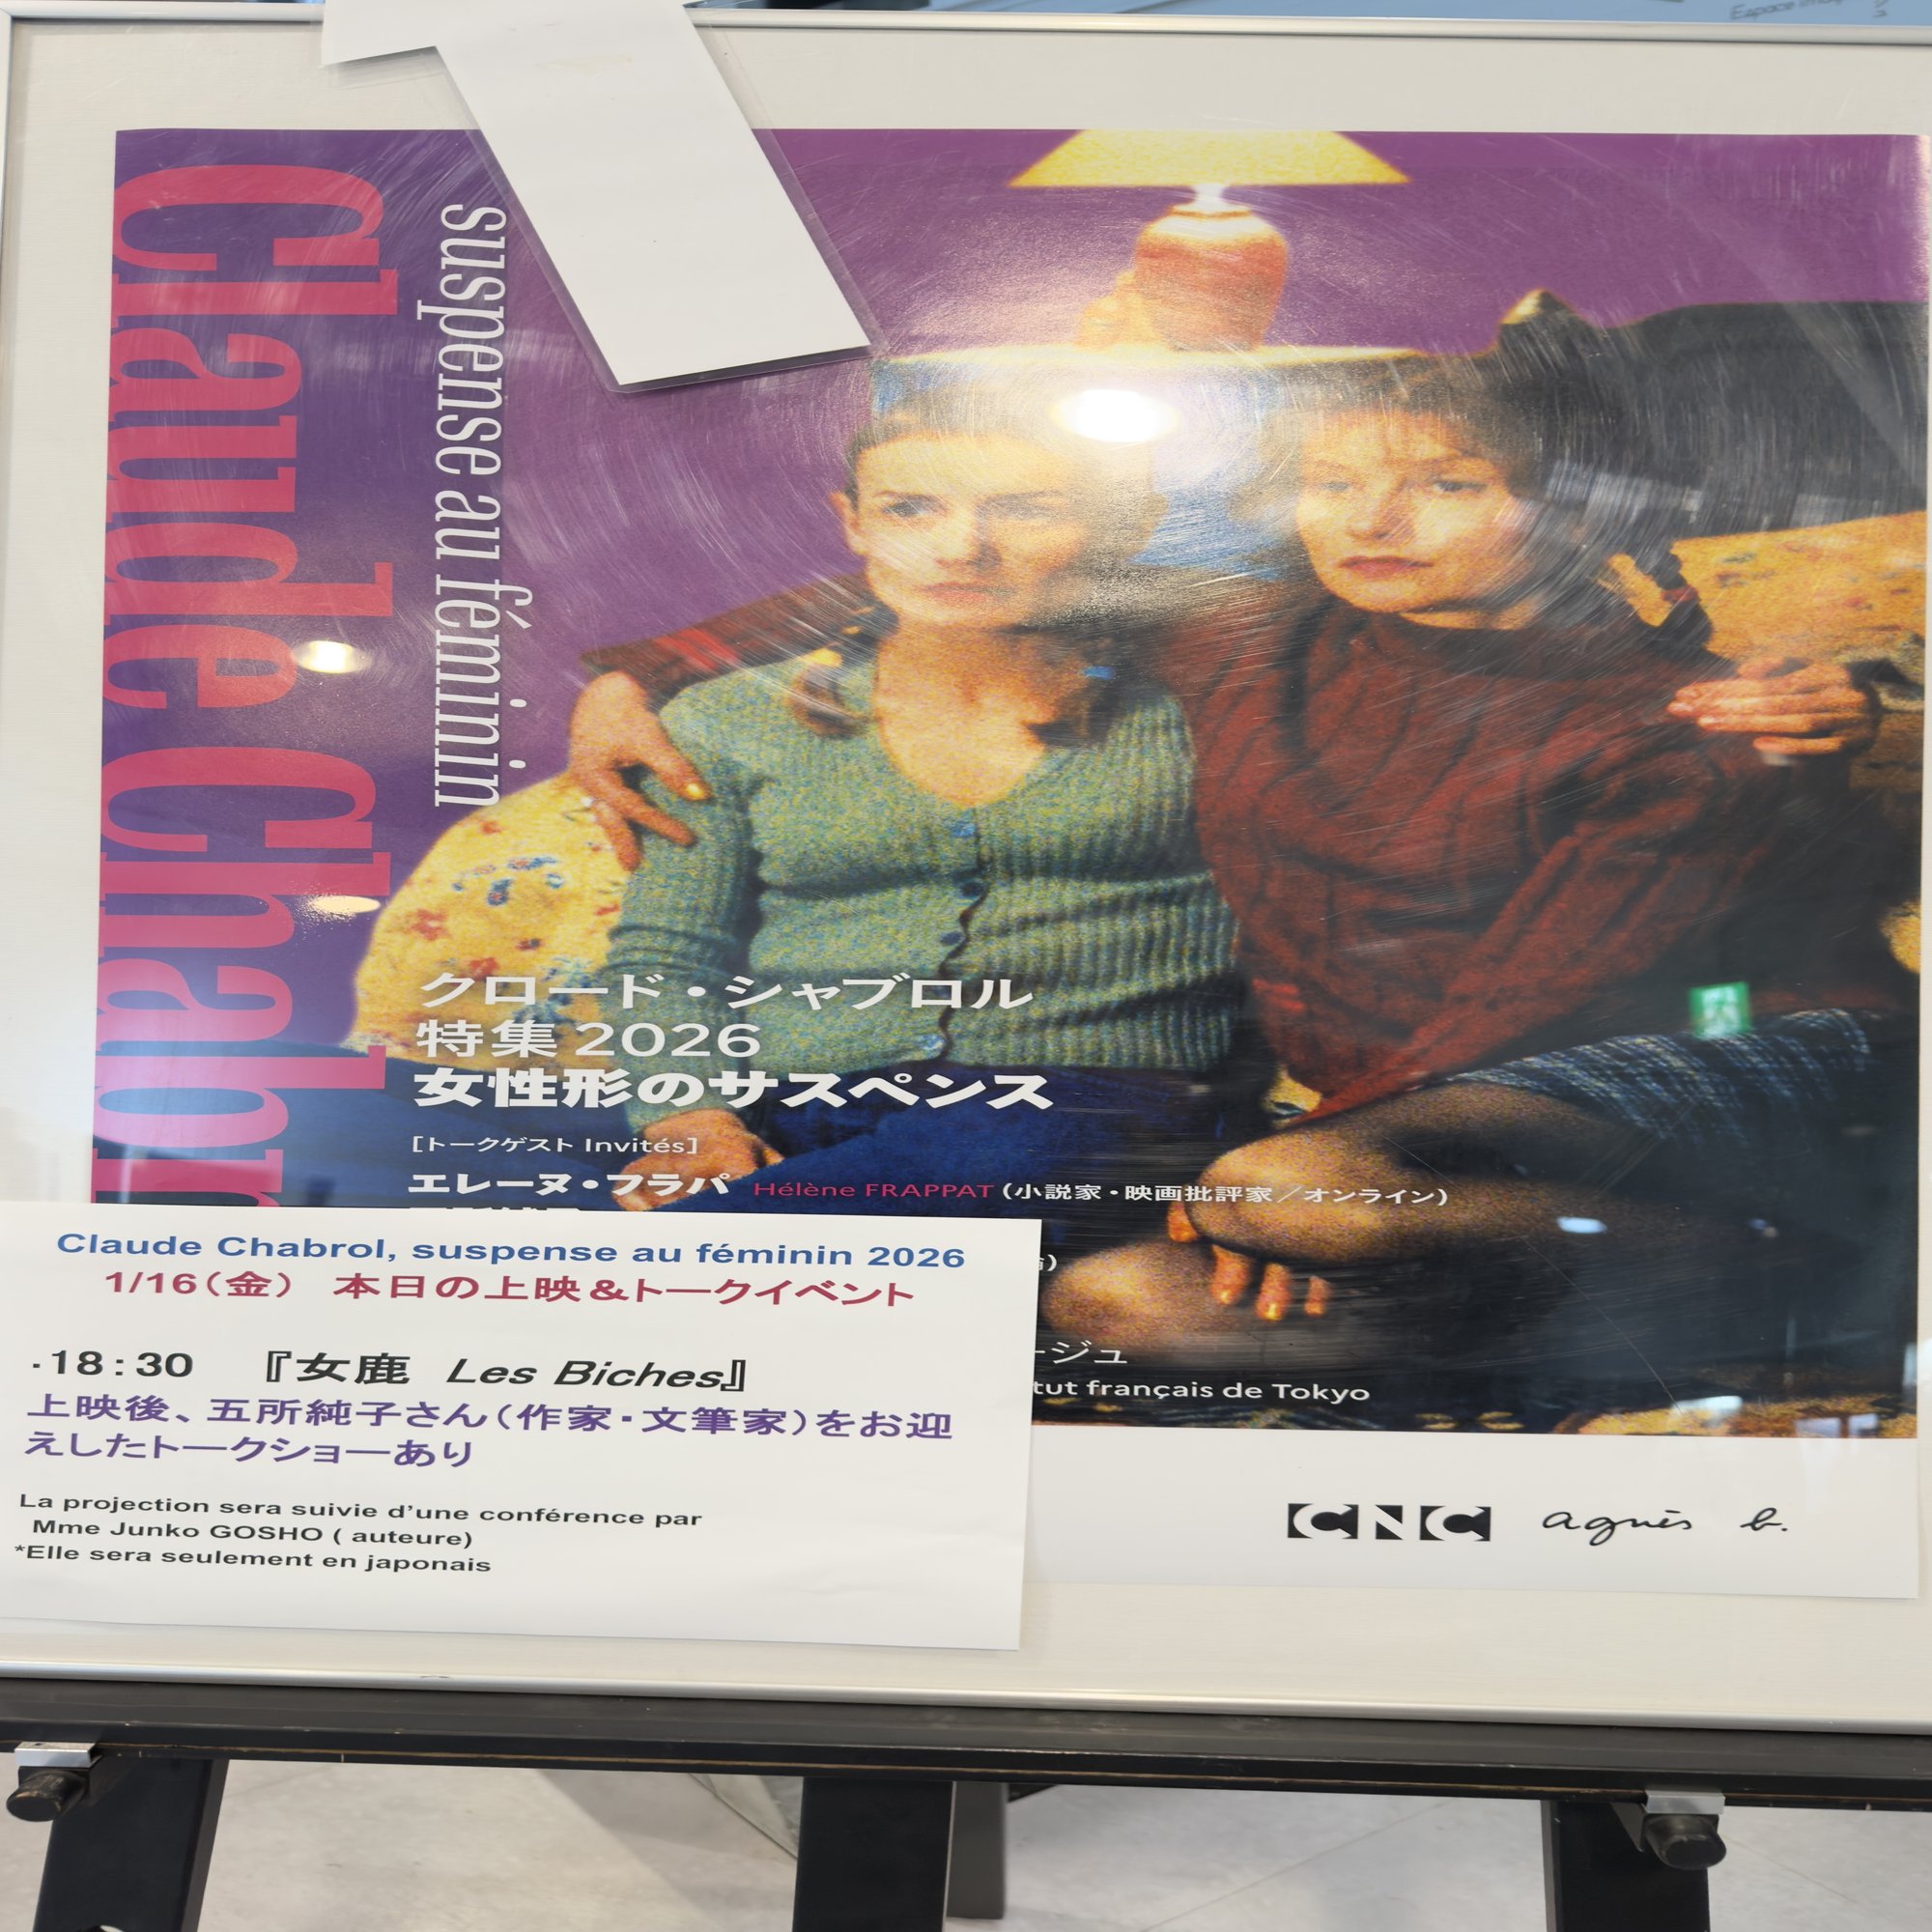 Claude Chabr
suspense au féminin
クロード・シャブロル
特集2026
女性形のサスペンス
[トークゲスト Invités]
エレーヌ・フラパ Hélène FRAPPAT (小説家・映画批評家／オンライン)
ージュ
tut français de Tokyo
Claude Chabrol, suspense au féminin 2026
1/16(金) 本日の上映&トークイベント
・18:30 『女鹿 Les Biches』
上映後、五所純子さん(作家・文筆家)をお迎
えしたトークショーあり
La projection sera suivie d'une conférence par
Mme Junko GOSHO ( auteure)
*Elle sera seulement en japonais
CNC agnès b.